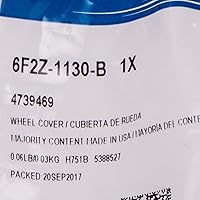 6F2Z-1130-B 1X
4739469
WHEEL COVER / CUBIERTA DE RUEDA
MAJORITY CONTENT MADE IN USA / MAYORIA DEL CONTE
0.06LB/0.03KG H751B 5388527
PACKED 20SEP2017